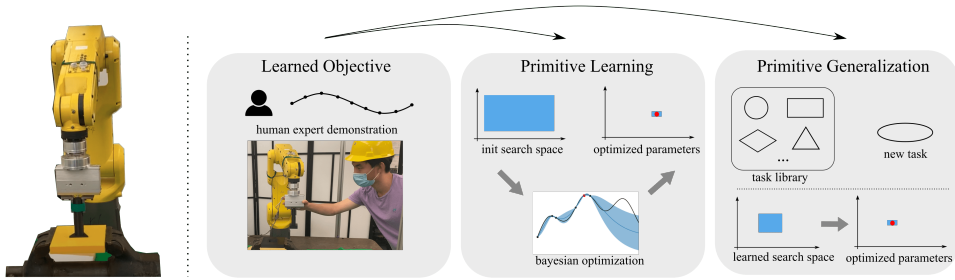 Learned Objective
human expert demonstration
Primitive Learning
init search space
optimized parameters
bayesian optimization
Primitive Generalization
task library
...
new task
learned search space
optimized parameters